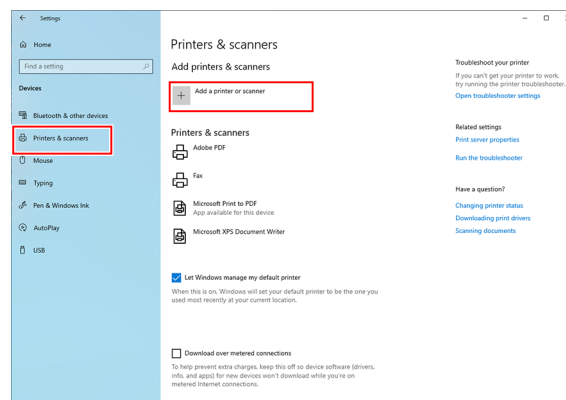 Settings
Home
Find a setting
Devices
Bluetooth & other devices
Printers & scanners
Mouse
Typing
Pen & Windows Ink
AutoPlay
USB
Printers & scanners
Add printers & scanners
Add a printer or scanner
Printers & scanners
Adobe PDF
Fax
Microsoft Print to PDF
App available for this device
Microsoft XPS Document Writer
Let Windows manage my default printer
When this is on, Windows will set your default printer to be the one you
used most recently at your current location.
Download over metered connections
To help prevent extra charges, keep this off so device software (drivers,
info, and apps) for new devices won't download while you're on
metered Internet connections.
Troubleshoot your printer
If you can't get your printer to work,
try running the printer troubleshooter.
Open troubleshooter settings
Related settings
Print server properties
Run the troubleshooter
Have a question?
Changing printer status
Downloading print drivers
Scanning documents